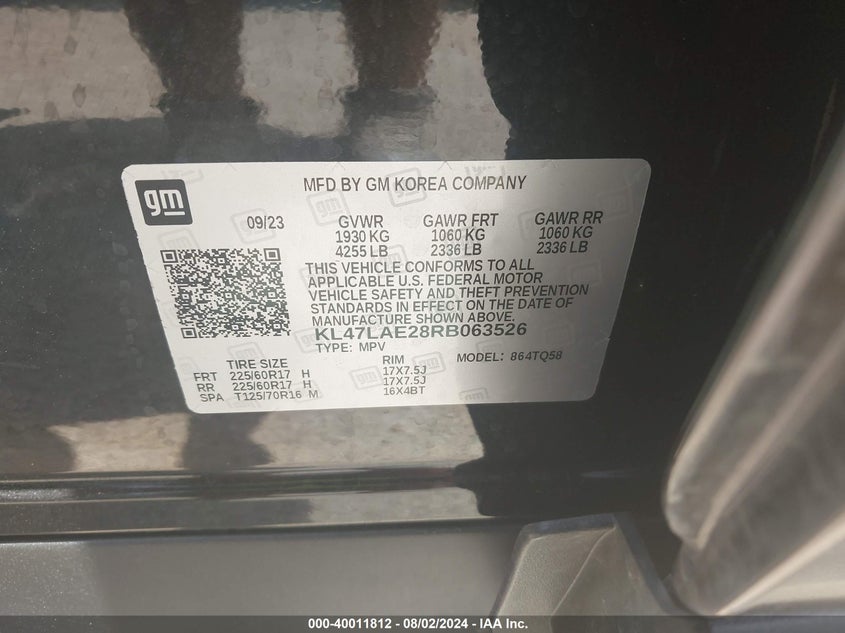 gm
MFD BY GM KOREA COMPANY
09/23 GVWR GAWR FRT GAWR RR
1930 KG 1060 KG 1060 KG
4255 LB 2336 LB 2336 LB
THIS VEHICLE CONFORMS TO ALL
APPLICABLE U.S. FEDERAL MOTOR
VEHICLE SAFETY AND THEFT PREVENTION
STANDARDS IN EFFECT ON THE DATE OF
MANUFACTURE SHOWN ABOVE.
KL47LAE28RB063526
TYPE: MPV MODEL: 864TQ58
TIRE SIZE RIM
FRT 225/60R17 H 17X7.5J
RR 225/60R17 H 17X7.5J
SPA T125/70R16 M 16X4BT
000-40011812 - 08/02/2024 - IAA Inc.